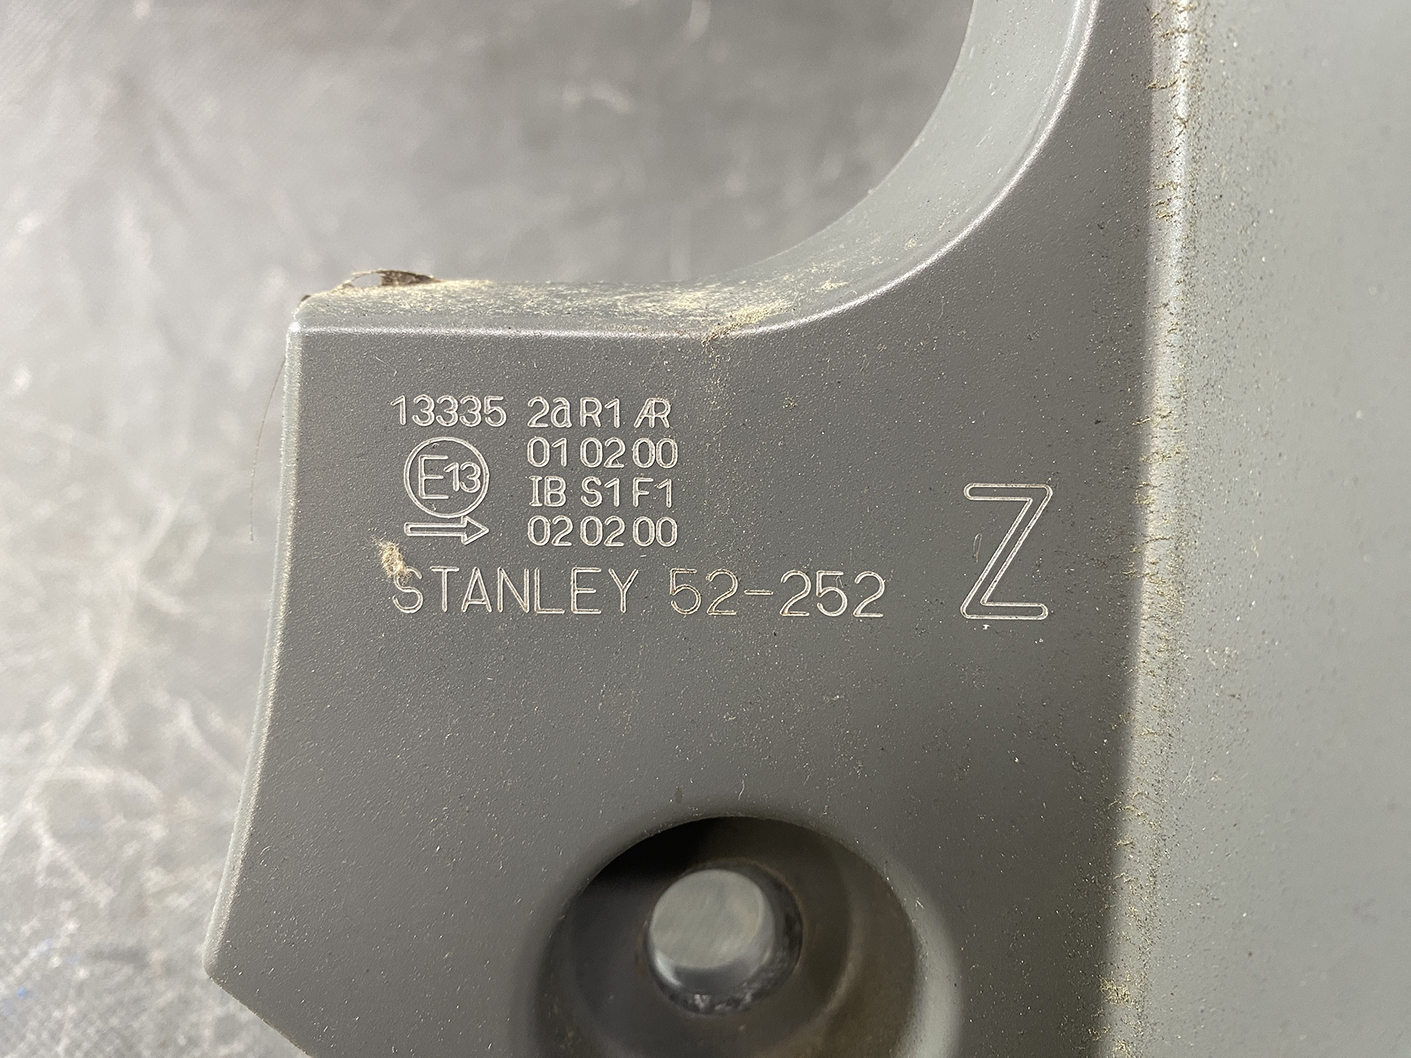 13335 2a R1 AR
E13 01 02 00
IB S1 F1
02 02 00
STANLEY 52-252
Z